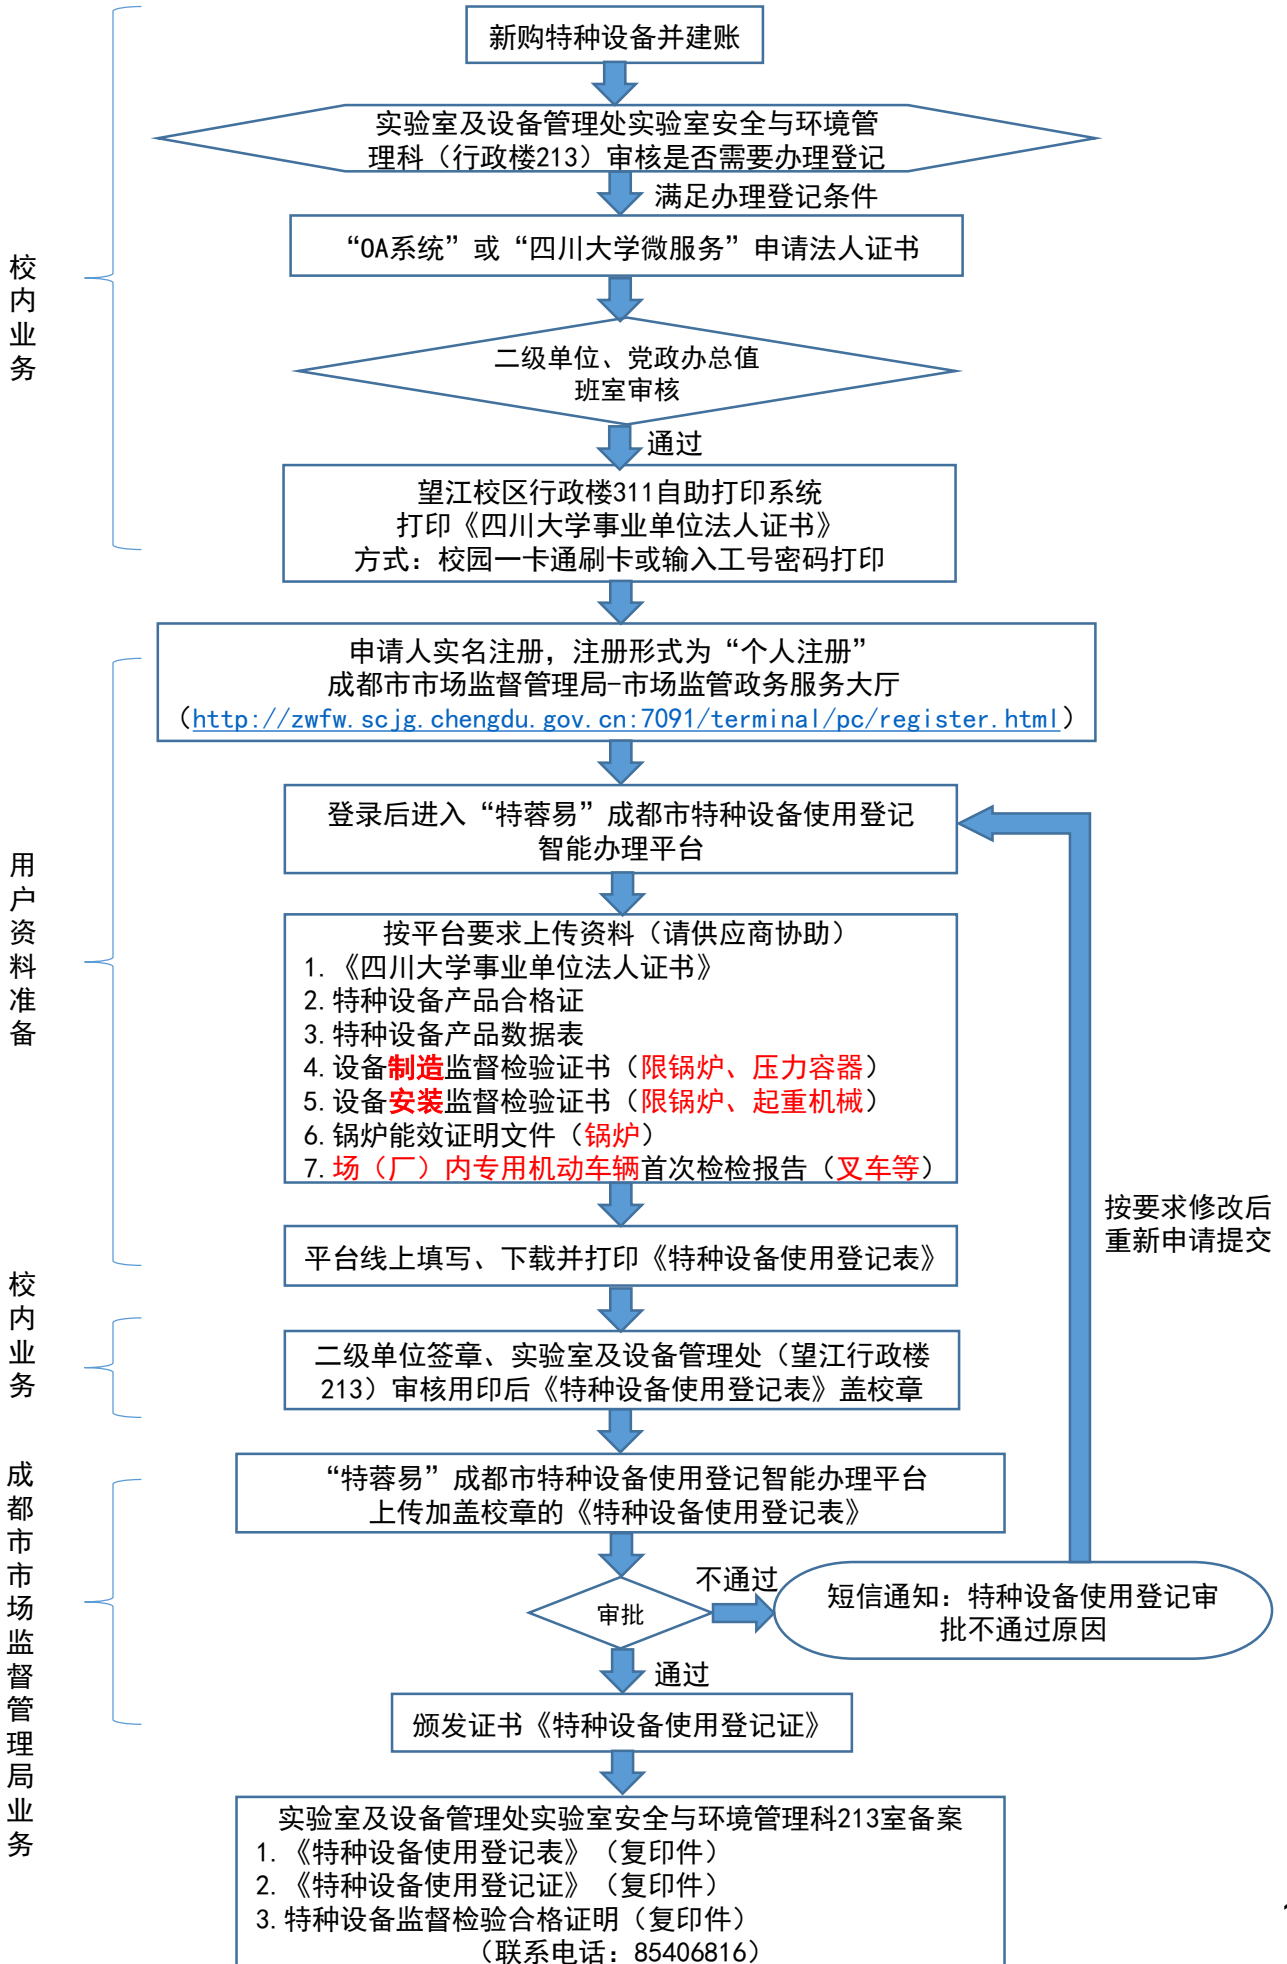 新购特种设备并建账
实验室及设备管理处实验室安全与环境管
理科（行政楼213）审核是否需要办理登记
满足办理登记条件
“OA系统”或“四川大学微服务”申请法人证书
校内业务
二级单位、党政办总值
班室审核
通过
望江校区行政楼311自助打印系统
打印《四川大学事业单位法人证书》
方式：校园一卡通刷卡或输入工号密码打印
申请人实名注册，注册形式为“个人注册”
成都市市场监督管理局-市场监管政务服务大厅
（http://zwfw.scjg.chengdu.gov.cn:7091/terminal/pc/register.html）
登录后进入“特蓉易”成都市特种设备使用登记
智能办理平台
用户资料准备
按平台要求上传资料（请供应商协助）
1.《四川大学事业单位法人证书》
2.特种设备产品合格证
3.特种设备产品数据表
4.设备制造监督检验证书（限锅炉、压力容器）
5.设备安装监督检验证书（限锅炉、起重机械）
6.锅炉能效证明文件（锅炉）
7.场（厂）内专用机动车辆首次检检报告（叉车等）
按要求修改后
重新申请提交
平台线上填写、下载并打印《特种设备使用登记表》
校内业务
二级单位签章、实验室及设备管理处（望江行政楼
213）审核用印后《特种设备使用登记表》盖校章
成都市市场监督管理局业务
“特蓉易”成都市特种设备使用登记智能办理平台
上传加盖校章的《特种设备使用登记表》
不通过
审批
短信通知：特种设备使用登记审
批不通过原因
通过
颁发证书《特种设备使用登记证》
实验室及设备管理处实验室安全与环境管理科213室备案
1.《特种设备使用登记表》（复印件）
2.《特种设备使用登记证》（复印件）
3.特种设备监督检验合格证明（复印件）
（联系电话：85406816）